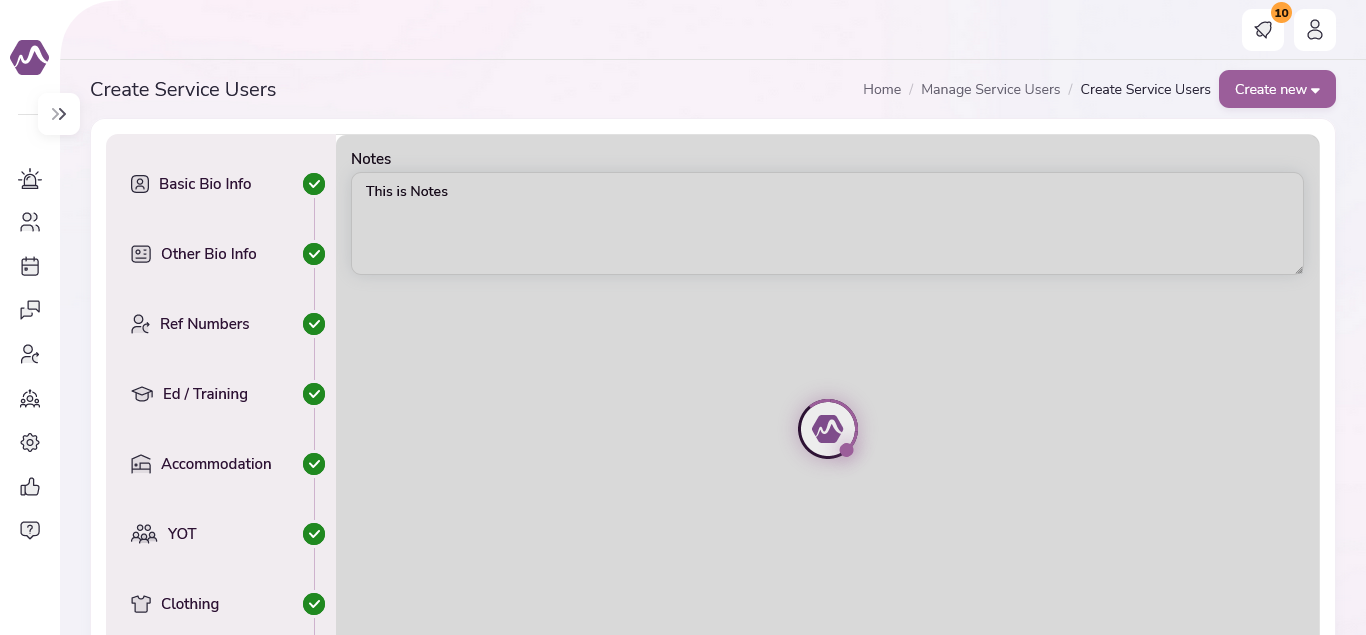 10
Create Service Users
Home / Manage Service Users / Create Service Users
Create new
Basic Bio Info
Other Bio Info
Ref Numbers
Ed / Training
Accommodation
YOT
Clothing
Notes
This is Notes